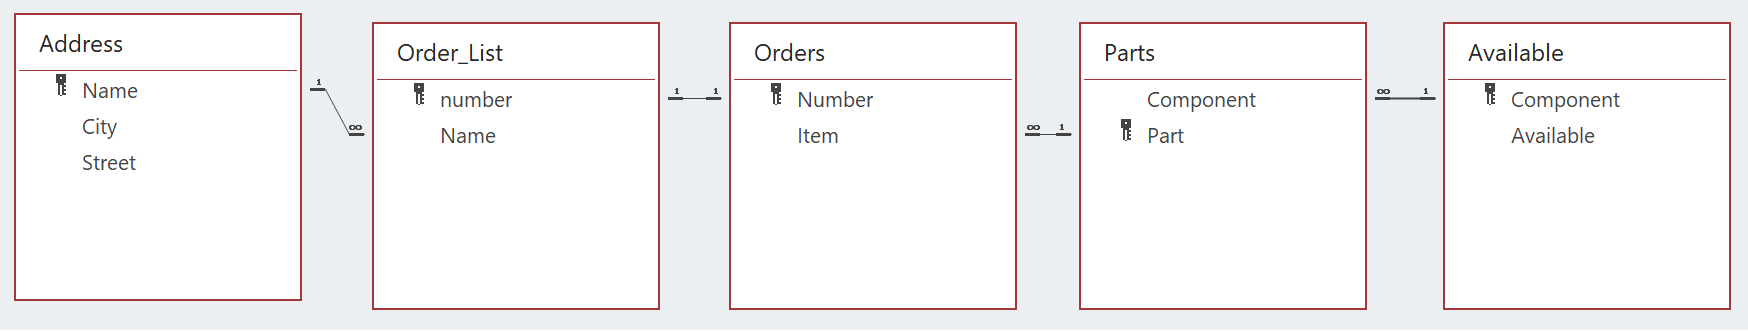 Address
Name
City
Street
1
∞
Order_List
number
Name
1
1
Orders
Number
Item
∞
1
Parts
Component
Part
∞
1
Available
Component
Available